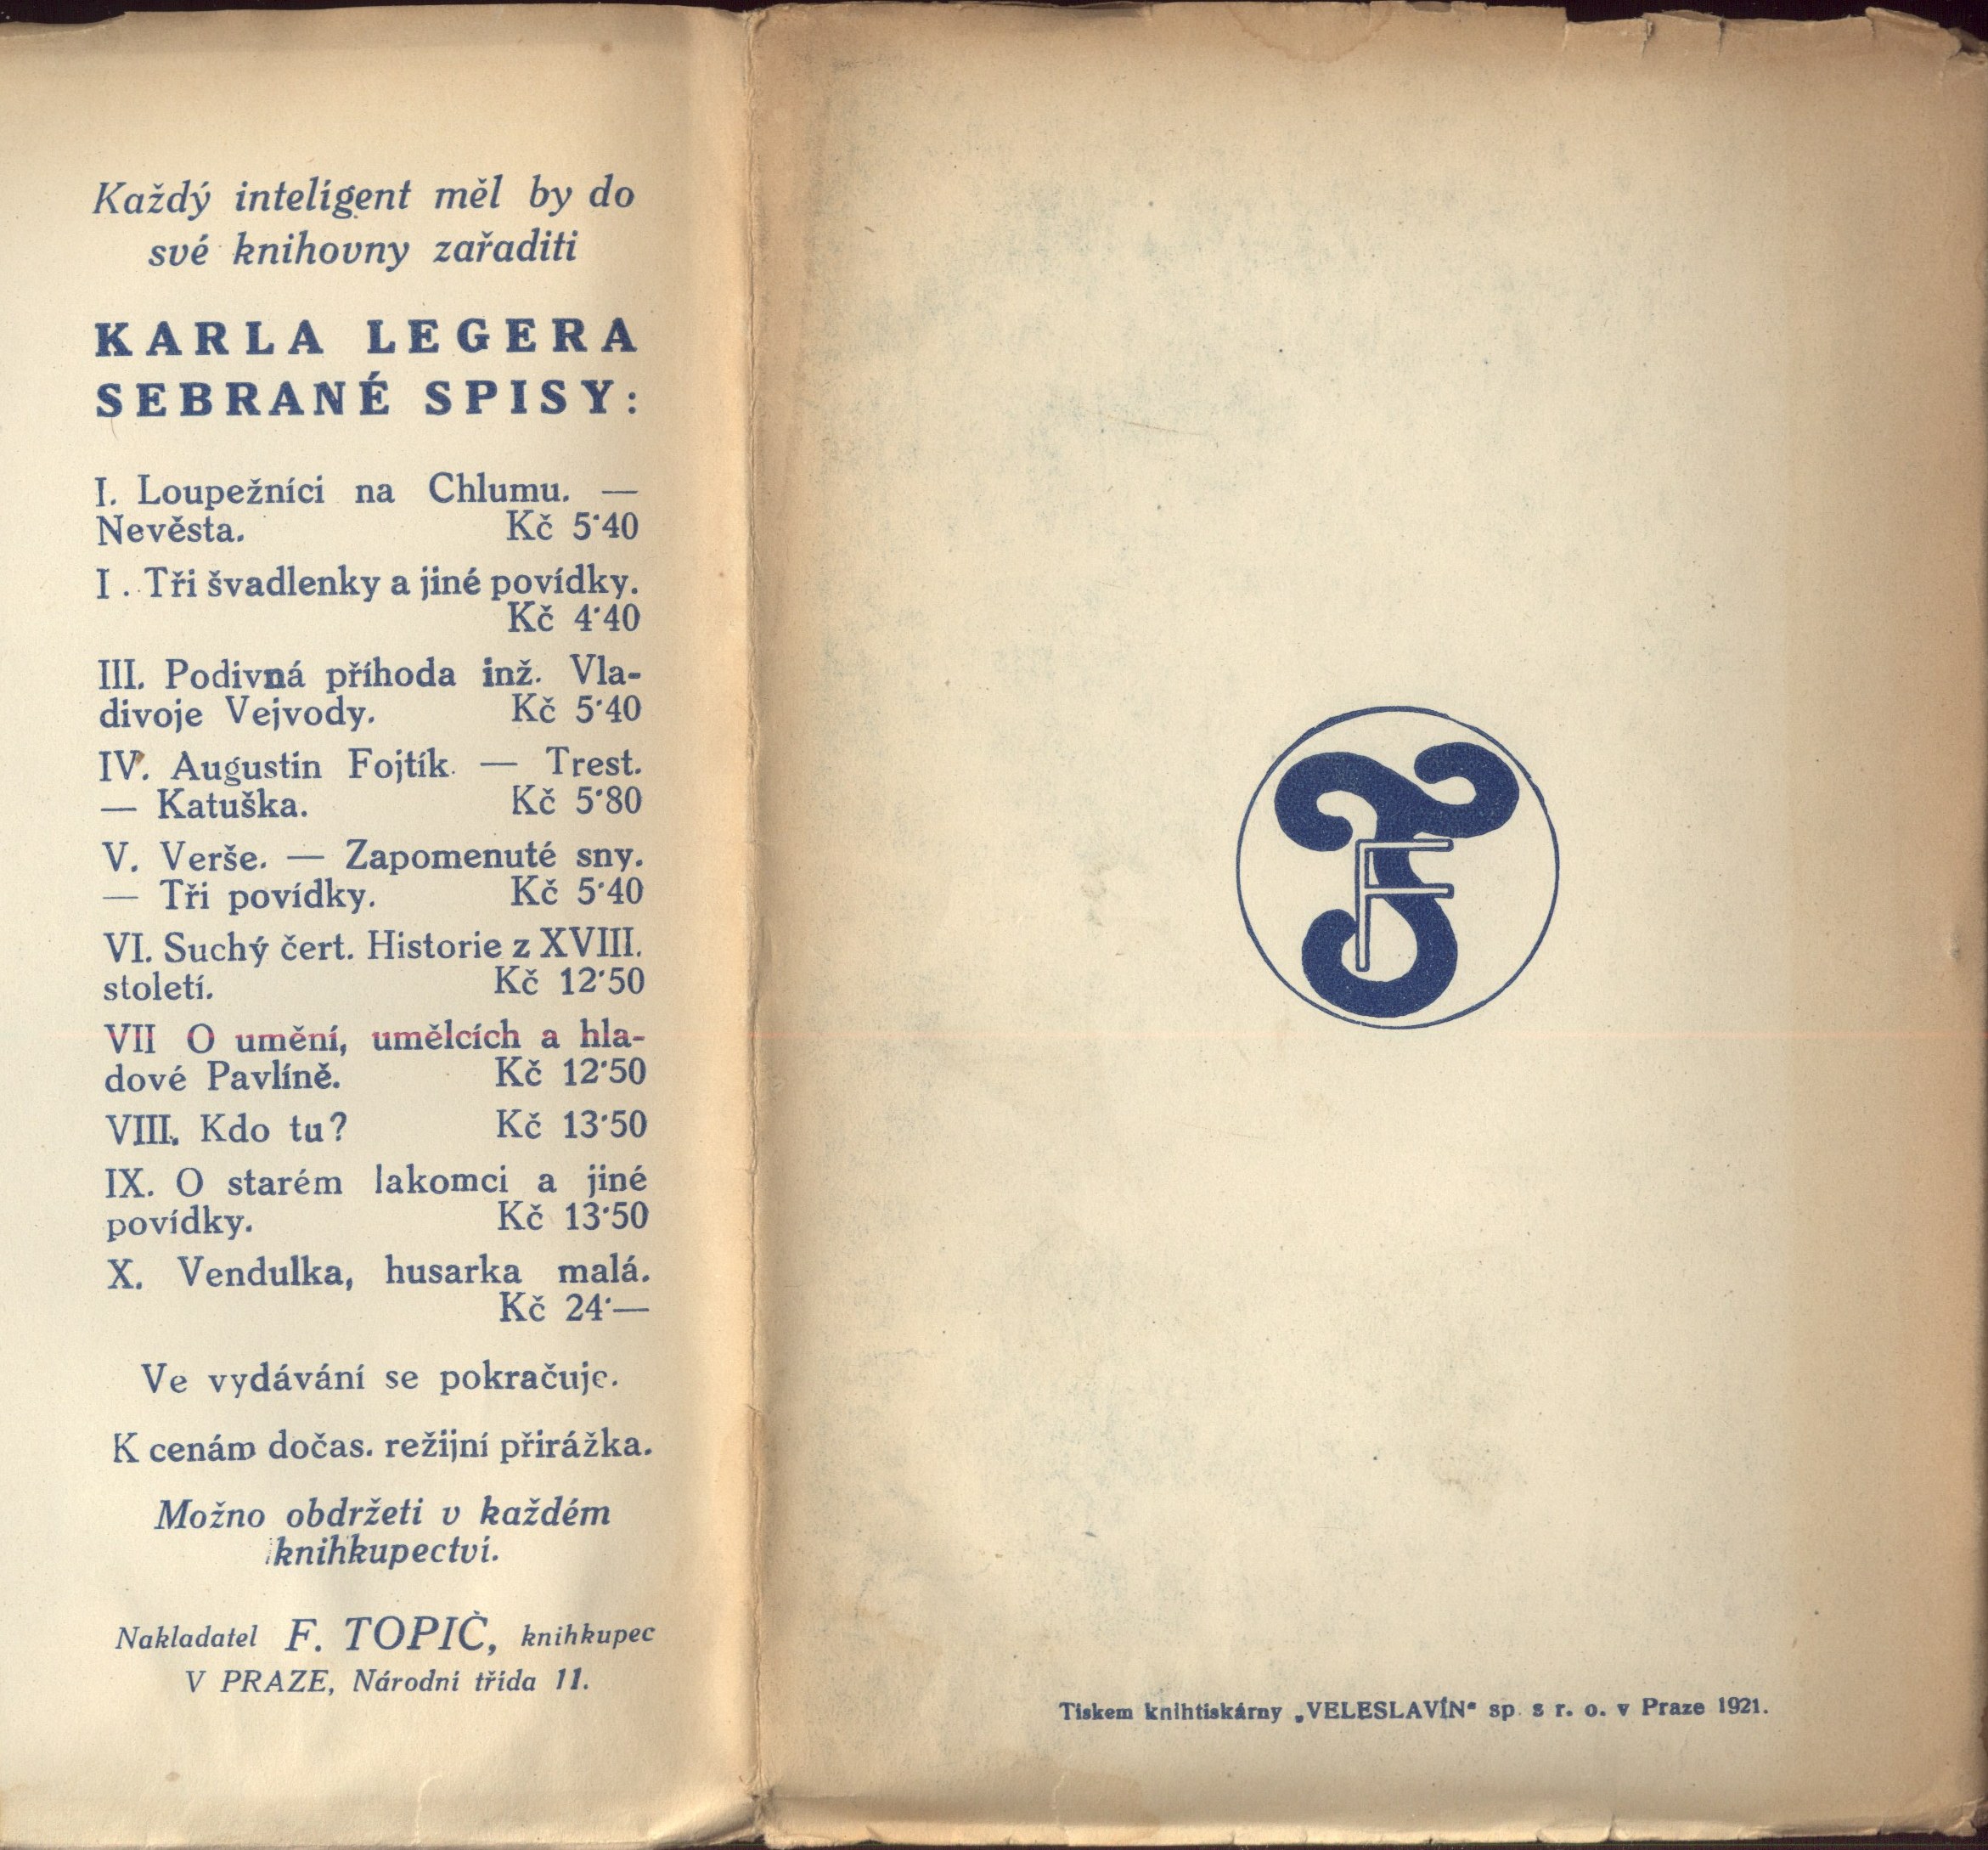 Každý inteligent měl by do
své knihovny zařaditi
KARLA LEGERA
SEBRANÉ SPISY:
I. Loupežníci na Chlumu. —
Nevěsta. Kč 5·40
I . Tři švadlenky a jiné povídky.
Kč 4·40
III. Podivná příhoda inž. Vla-
divoje Vejvody. Kč 5·40
IV. Augustin Fojtík. — Trest.
— Katuška. Kč 5·80
V. Verše. — Zapomenuté sny.
— Tři povídky. Kč 5·40
VI. Suchý čert. Historie z XVIII.
století. Kč 12·50
VII O umění, umělcích a hla-
dové Pavlíně. Kč 12·50
VIII. Kdo tu? Kč 13·50
IX. O starém lakomci a jiné
povídky. Kč 13·50
X. Vendulka, husarka malá.
Kč 24·—
Ve vydávání se pokračuje.
K cenám dočas. režijní přirážka.
Možno obdržeti v každém
knihkupectví.
Nakladatel F. TOPIČ, knihkupec
V PRAZE, Národní třída 11.
TF
Tiskem knihtiskárny „VELESLAVÍN“ sp. s r. o. v Praze 1921.